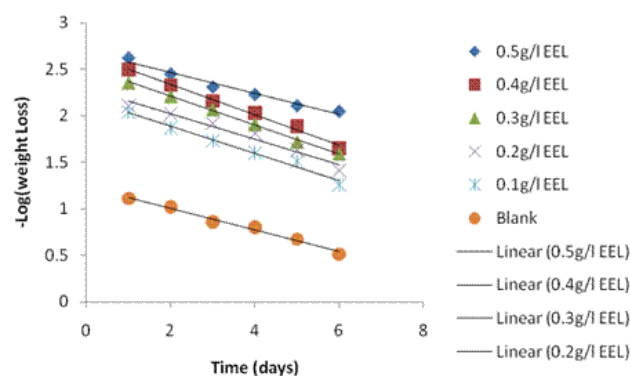 3
2.5
2
1.5
1
0.5
0
0
2
4
6
8
-Log(weight Loss)
Time (days)
0.5g/l EEL
0.4g/l EEL
0.3g/l EEL
0.2g/l EEL
0.1g/l EEL
Blank
Linear (0.5g/l EEL)
Linear (0.4g/l EEL)
Linear (0.3g/l EEL)
Linear (0.2g/l EEL)